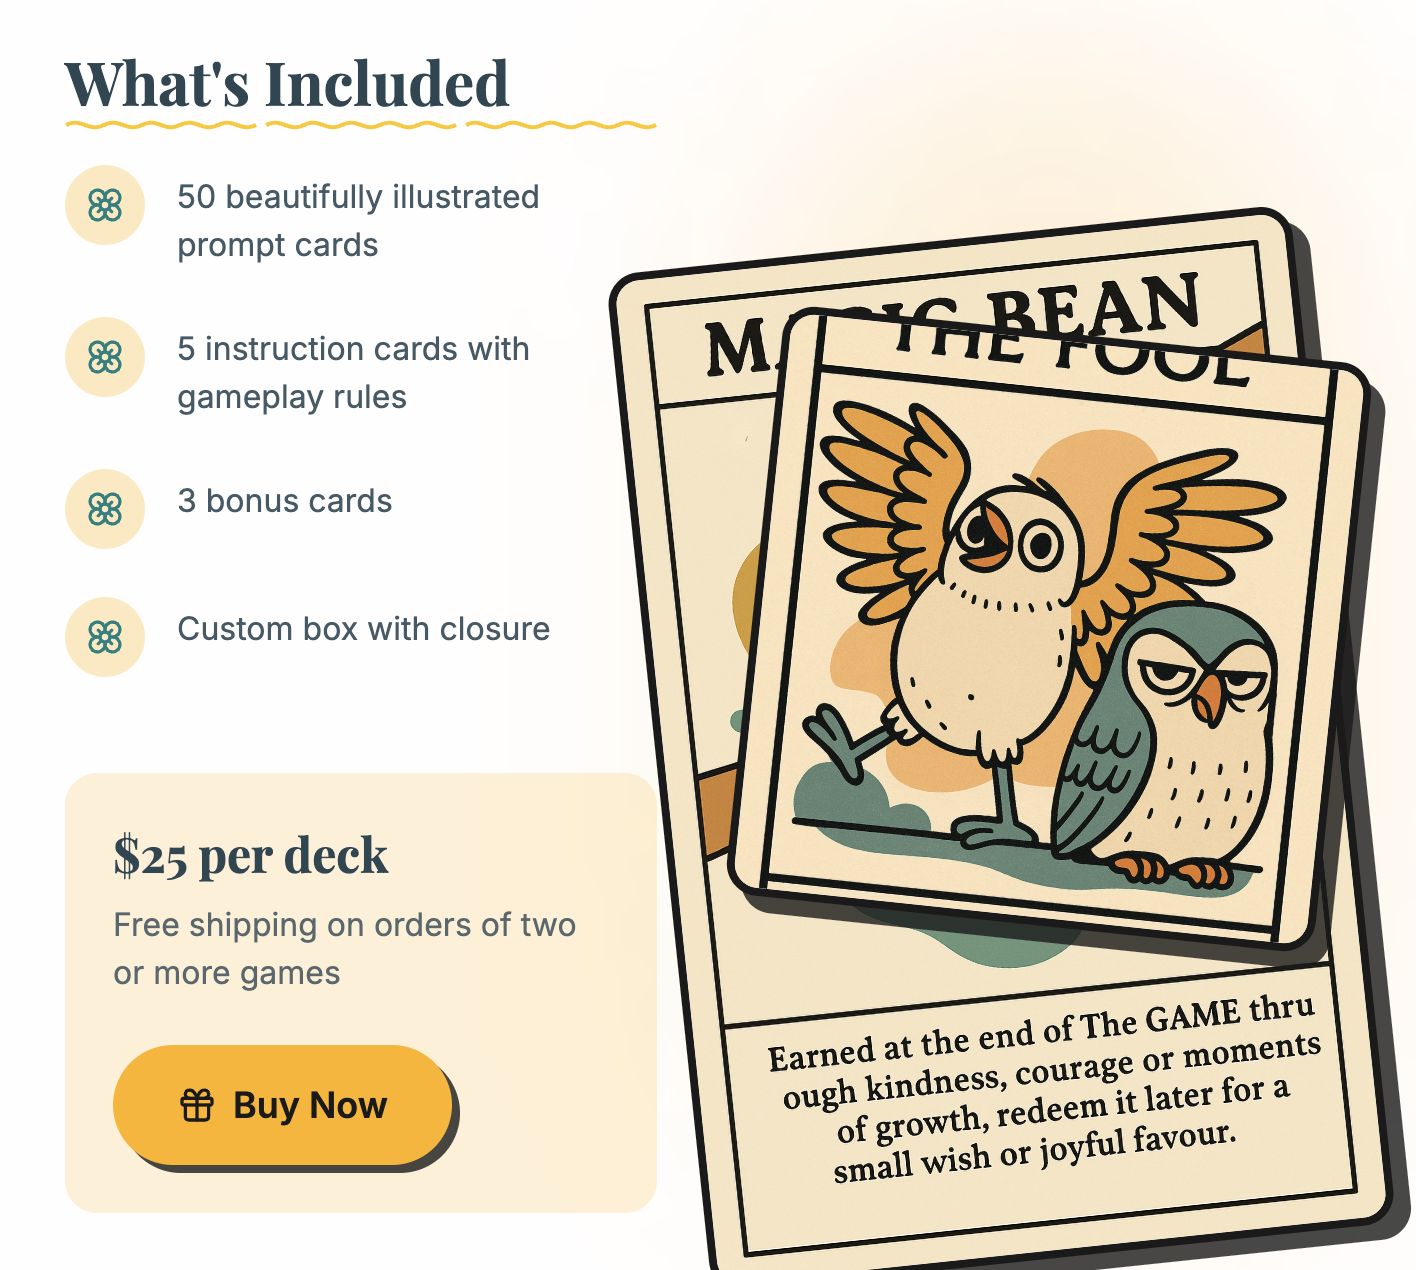 What's Included
50 beautifully illustrated
prompt cards
5 instruction cards with
gameplay rules
3 bonus cards
Custom box with closure
$25 per deck
Free shipping on orders of two
or more games
Buy Now
BEAN
THE FOOL
Earned at the end of The GAME thru
ough kindness, courage or moments
of growth, redeem it later for a
small wish or joyful favour.